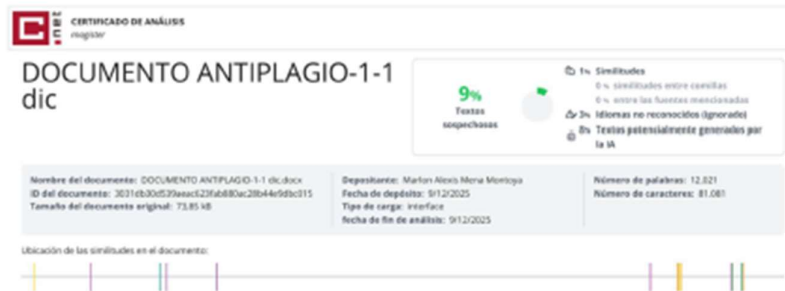 C .net
CERTIFICADO DE ANÁLISIS
magister
DOCUMENTO ANTIPLAGIO-1-1
dic
9%
Textos
sospechosos
1% Similitudes
0% similitudes entre comillas
0% entre las fuentes mencionadas
3% Idiomas no reconocidos (ignorado)
8% Textos potencialmente generados por
la IA
Nombre del documento: DOCUMENTO ANTIPLAGIO-1-1 dic.docx
ID del documento:
Tamaño del documento original: 73,85 kB
Depositante: Marlon Alexis Mena Montoya
Fecha de depósito: 9/12/2025
Tipo de carga: interface
fecha de fin de análisis: 9/12/2025
Número de palabras: 12.021
Número de caracteres: 81.081
Ubicación de las similitudes en el documento: